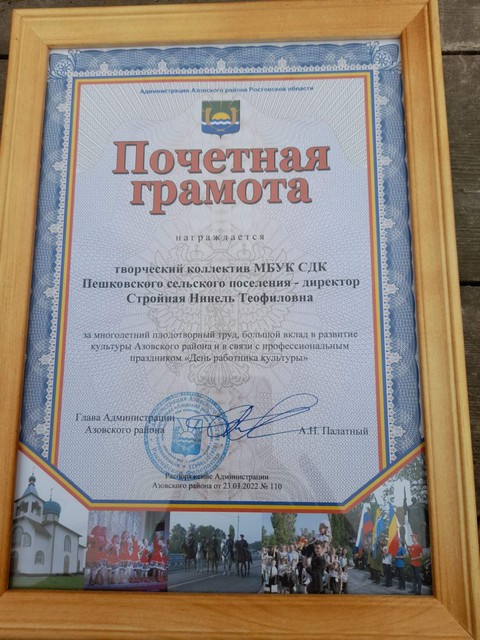 Администрация Азовского района Ростовской области
Почетная
грамота
награждается
творческий коллектив МБУК СДК
Пешковского сельского поселения - директор
Стройная Нинель Теофиловна
за многолетний плодотворный труд, большой вклад в развитие
культуры Азовского района и в связи с профессиональным
праздником «День работника культуры»
Глава Администрации
Азовского района
А.Н. Палатный
Распоряжение Администрации
Азовского района от 23.03.2022 № 110